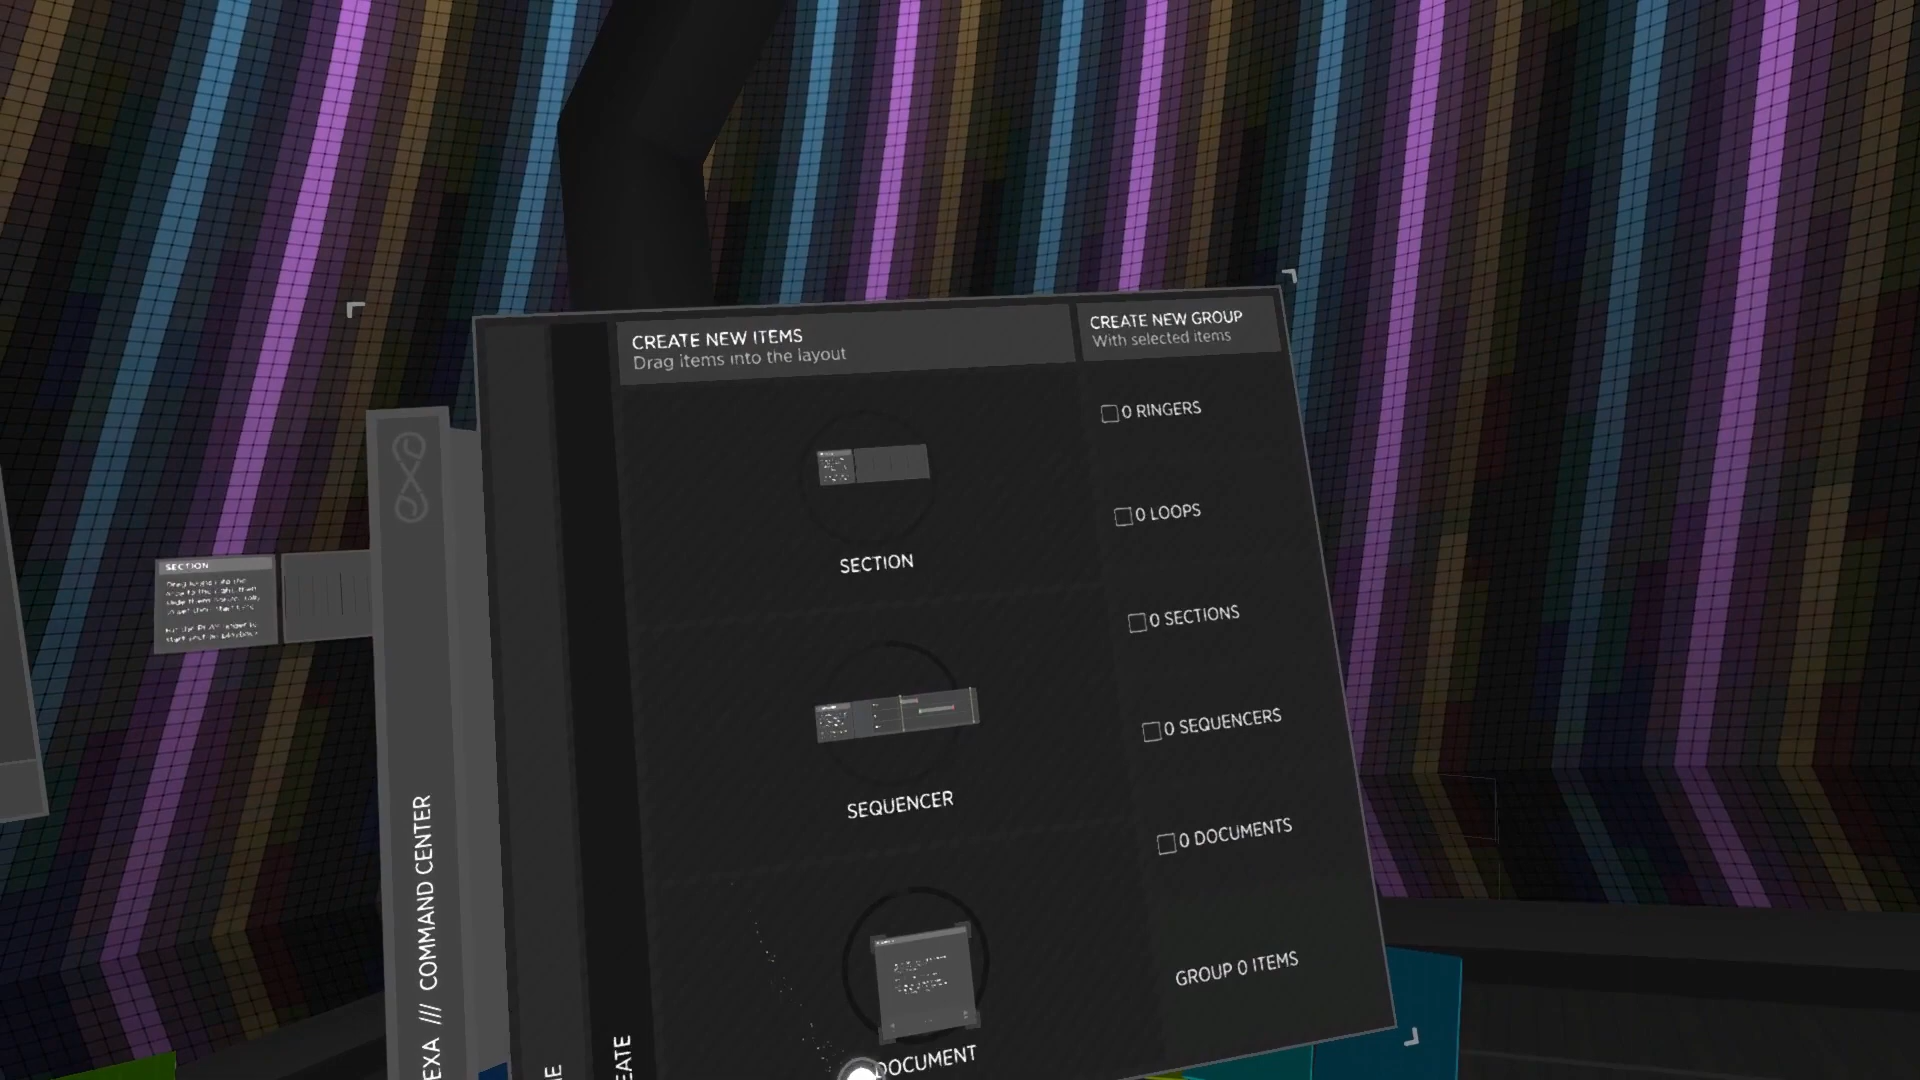 CREATE NEW ITEMS
Drag items into the layout
CREATE NEW GROUP
With selected items
0 RINGERS
0 LOOPS
SECTION
SECTION
0 SECTIONS
0 SEQUENCERS
SEQUENCER
0 DOCUMENTS
GROUP 0 ITEMS
DOCUMENT
EXA /// COMMAND CENTER